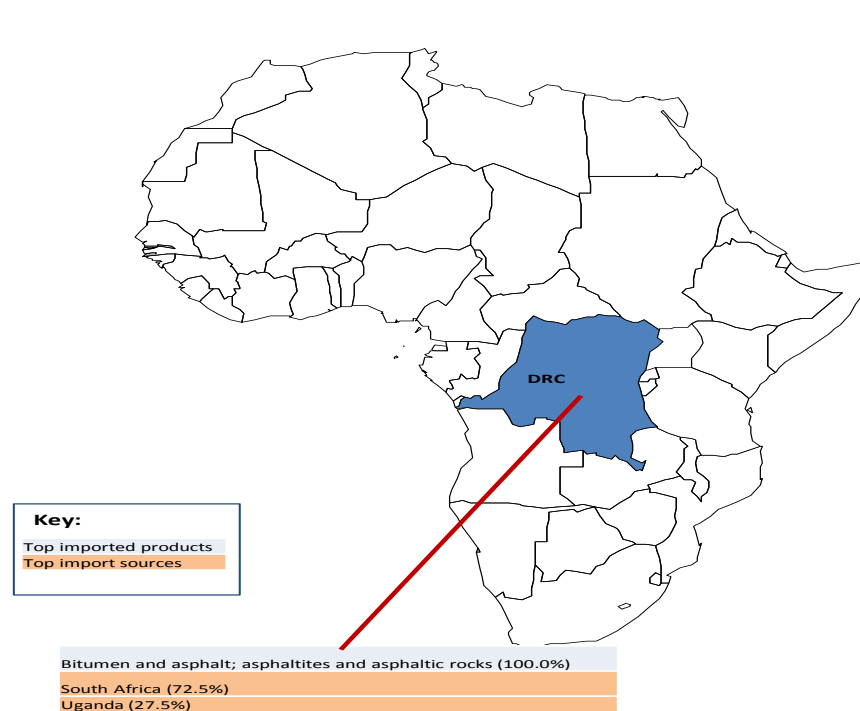 DRC
Key:
Top imported products
Top import sources
Bitumen and asphalt; asphaltites and asphaltic rocks (100.0%)
South Africa (72.5%)
Uganda (27.5%)